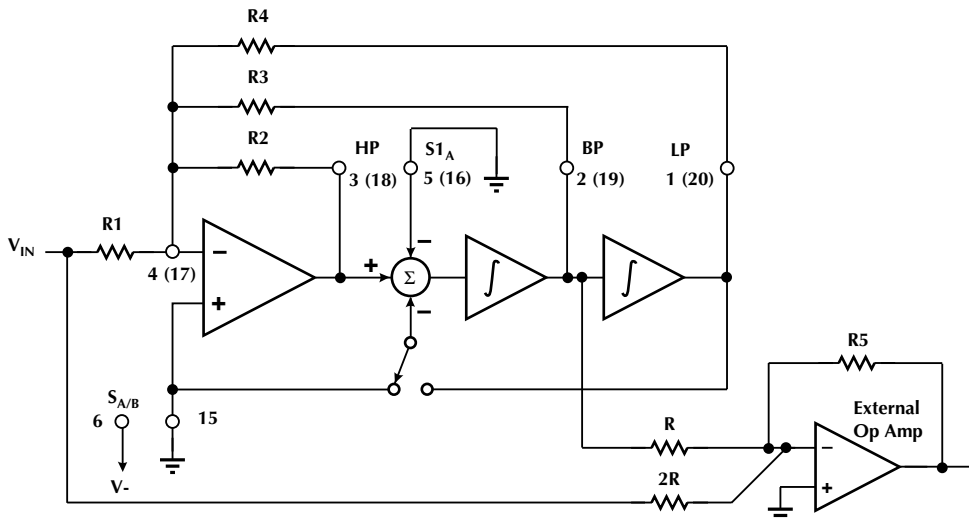 R4
R3
R2
HP
3 (18)
S1A
5 (16)
BP
2 (19)
LP
1 (20)
R1
VIN
4 (17)
−
+
+
−
Σ
−
∫
∫
SA/B
6
15
V-
R5
External
Op Amp
R
2R
−
+